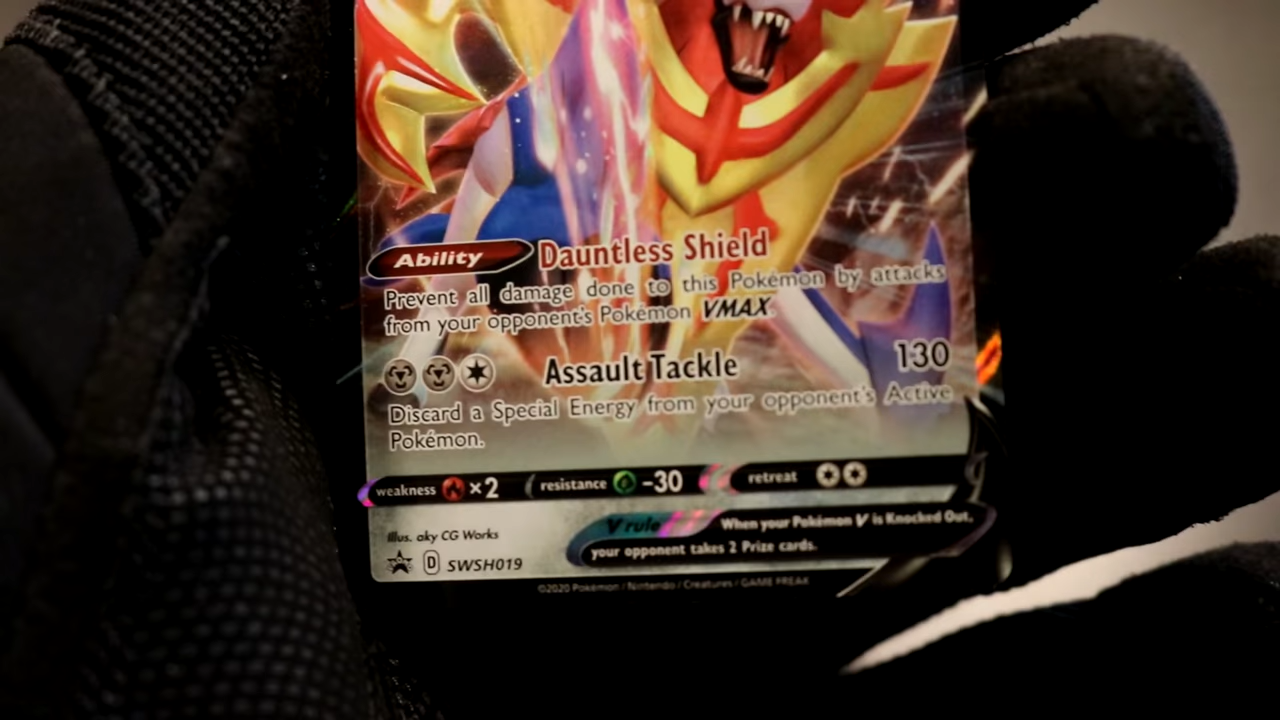 Ability Dauntless Shield
Prevent all damage done to this Pokémon by attacks
from your opponent's Pokémon VMAX.
Assault Tackle 130
Discard a Special Energy from your opponent's Active
Pokémon.
weakness ×2 resistance -30 retreat
V rule When your Pokémon V is Knocked Out,
your opponent takes 2 Prize cards.
Illus. aky CG Works
D SWSH019
©2020 Pokémon / Nintendo / Creatures / GAME FREAK